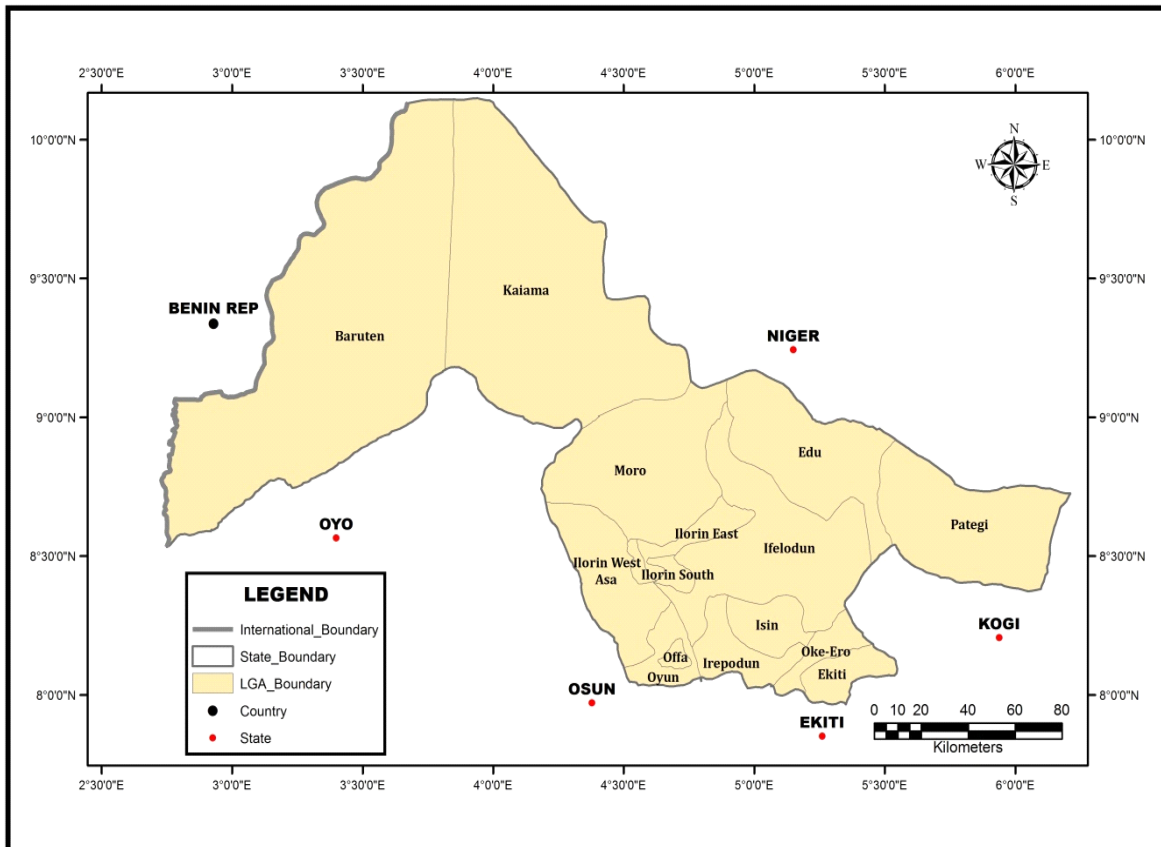 2°30'0"E 3°0'0"E 3°30'0"E 4°0'0"E 4°30'0"E 5°0'0"E 5°30'0"E 6°0'0"E
10°0'0"N 10°0'0"N
N
W E
S
9°30'0"N 9°30'0"N
Kaiama
BENIN REP
Baruten
NIGER
9°0'0"N 9°0'0"N
Edu
Moro
Pategi
OYO
Ilorin East
Ifelodun
8°30'0"N 8°30'0"N
Ilorin West
Asa
Ilorin South
KOGI
Isin
Oke-Ero
Offa
Irepodun
Ekiti
Oyun
8°0'0"N 8°0'0"N
OSUN
EKITI
LEGEND
International_Boundary
State_Boundary
LGA_Boundary
Country
State
0 10 20 40 60 80
Kilometers
2°30'0"E 3°0'0"E 3°30'0"E 4°0'0"E 4°30'0"E 5°0'0"E 5°30'0"E 6°0'0"E